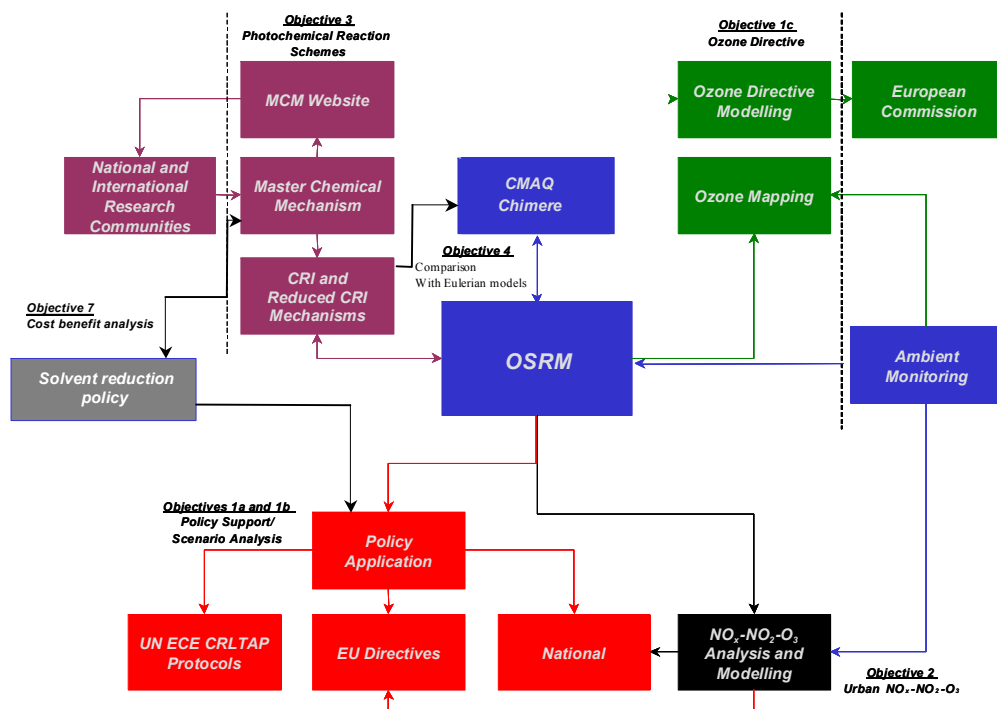 Objective 3
Photochemical Reaction
Schemes
Objective 1c
Ozone Directive
MCM Website
Ozone Directive
Modelling
European
Commission
National and
International
Research
Communities
Master Chemical
Mechanism
CMAQ
Chimere
Ozone Mapping
Objective 4
Comparison
With Eulerian models
CRI and
Reduced CRI
Mechanisms
Objective 7
Cost benefit analysis
Solvent reduction
policy
OSRM
Ambient
Monitoring
Objectives 1a and 1b
Policy Support/
Scenario Analysis
Policy
Application
UN ECE CRLTAP
Protocols
EU Directives
National
NOx-NO2-O3
Analysis and
Modelling
Objective 2
Urban NOx-NO2-O3